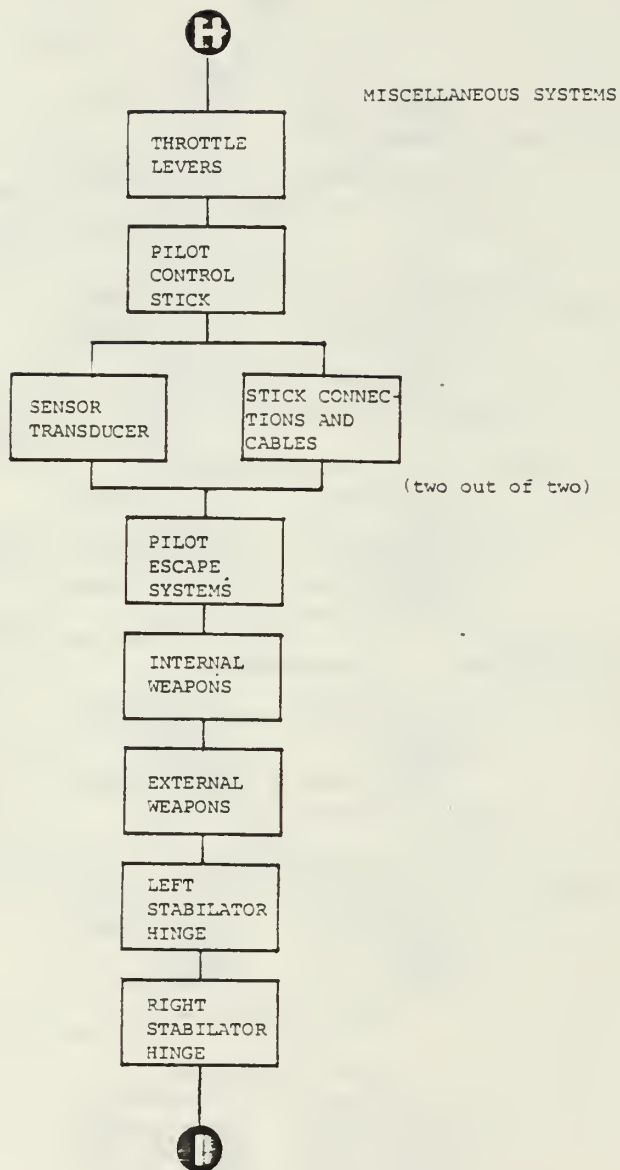 H
MISCELLANEOUS SYSTEMS
THROTTLE
LEVERS
PILOT
CONTROL
STICK
SENSOR
TRANSDUCER
STICK CONNEC-
TIONS AND
CABLES
(two out of two)
PILOT
ESCAPE
SYSTEMS
INTERNAL
WEAPONS
EXTERNAL
WEAPONS
LEFT
STABILATOR
HINGE
RIGHT
STABILATOR
HINGE